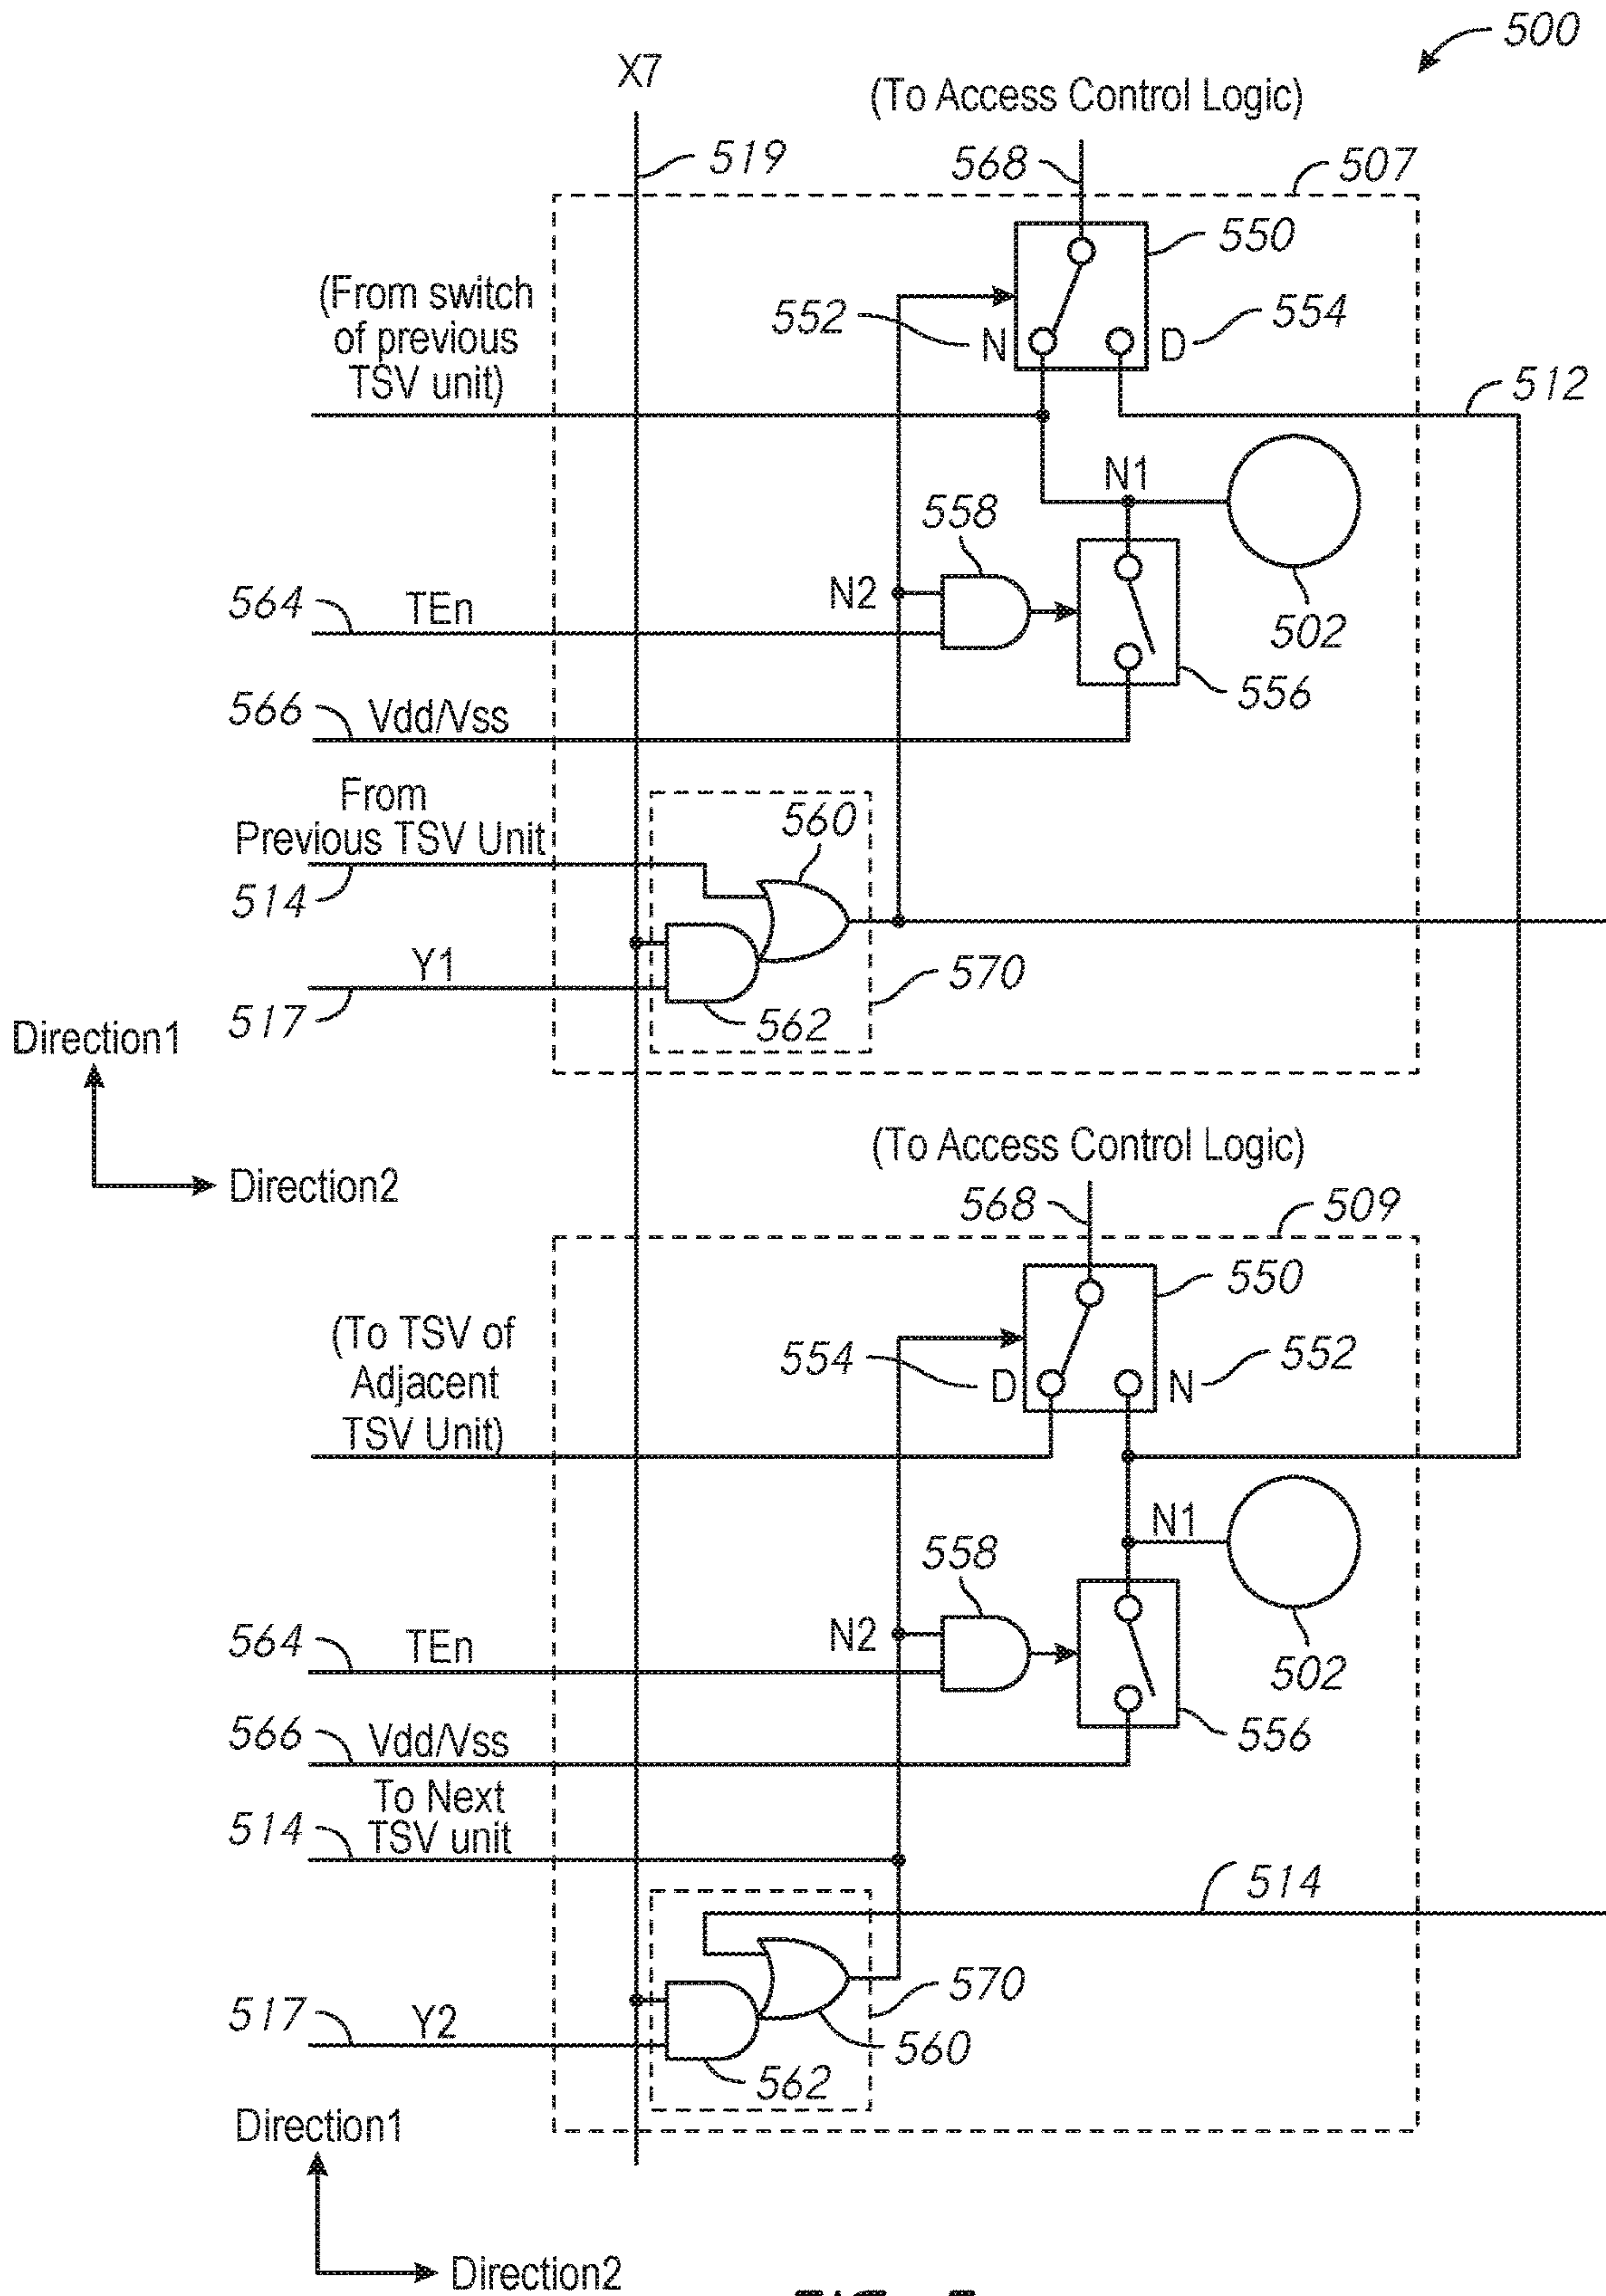 500
X7
(To Access Control Logic)
519
568
507
550
(From switch
of previous
TSV unit)
552
N
D
554
512
N1
558
564
TEn
N2
502
566
Vdd/Vss
556
From
Previous TSV Unit
560
514
Y1
570
517
562
Direction1
Direction2
(To Access Control Logic)
568
509
550
(To TSV of
Adjacent
TSV Unit)
554
D
N
552
N1
558
564
TEn
N2
502
566
Vdd/Vss
556
To Next
TSV unit
514
514
570
517
Y2
560
562
Direction1
Direction2